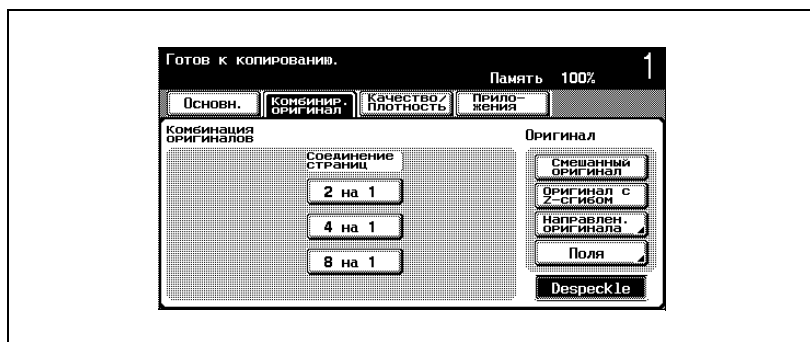 Готов к копированию.
Память 100% 1
Основн. Комбинир. оригинал Качество/ Плотность Прило- жения
Комбинация
оригиналов
Соединение
страниц
2 на 1
4 на 1
8 на 1
Оригинал
Смешанный
оригинал
Оригинал с
Z-сгибом
Направлен.
оригинала
Поля
Despeckle